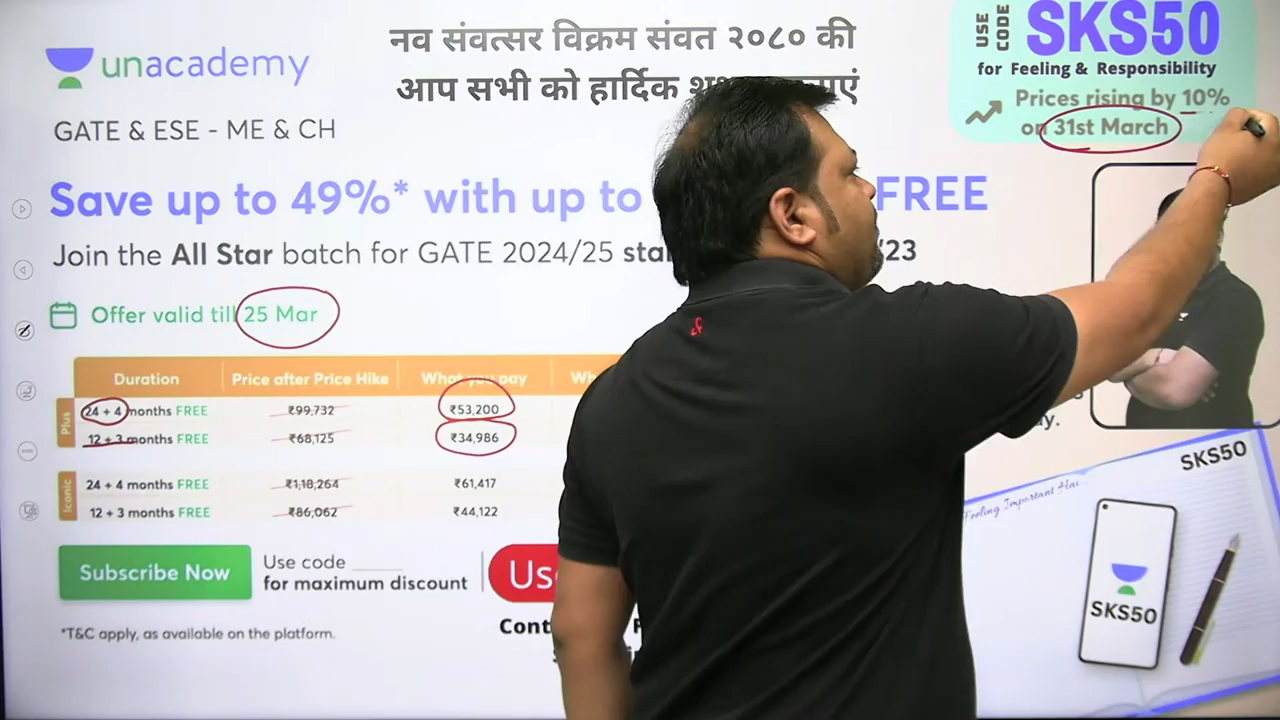 unacademy
नव संवत्सर विक्रम संवत २०८० की
आप सभी को हार्दिक
USE CODE
SKS50
for Feeling & Responsibility
Prices rising by 10%
on 31st March
GATE & ESE - ME & CH
Save up to 49%* with up to
FREE
Join the All Star batch for GATE 2024/25
23
Offer valid till 25 Mar
Duration
Price after Price Hike
What you pay
Plus
24 + 4 months FREE
₹99,732
₹53,200
12 + 3 months FREE
₹68,125
₹34,986
Iconic
24 + 4 months FREE
₹1,18,264
₹61,417
12 + 3 months FREE
₹86,062
₹44,122
Subscribe Now
Use code ______
for maximum discount
*T&C apply, as available on the platform.
SKS50
Feeling Important
SKS50